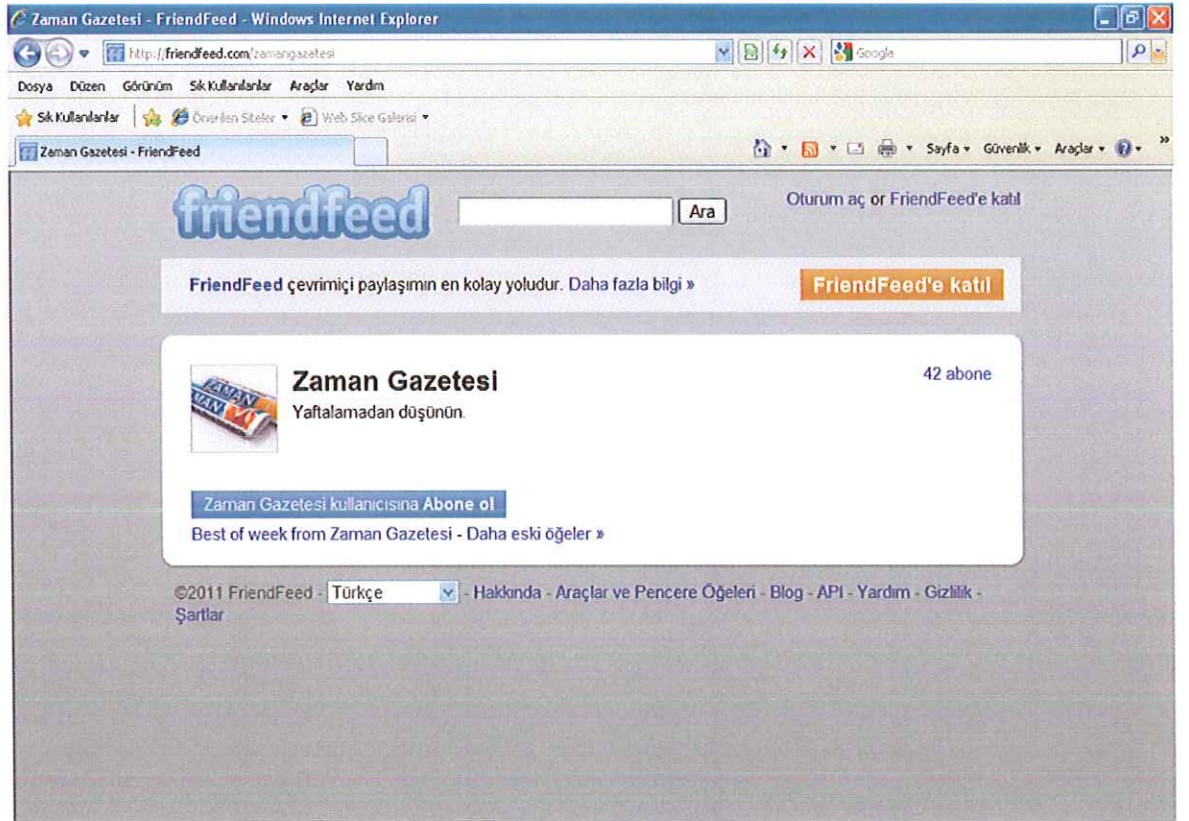 Zaman Gazetesi - FriendFeed - Windows Internet Explorer
http://friendfeed.com/zamangazetesi
Google
Dosya Düzen Görünüm Sık Kullanılanlar Araçlar Yardım
Sık Kullanılanlar Önerilen Siteler Web Slice Galerisi
Zaman Gazetesi - FriendFeed
Sayfa Güvenlik Araçlar »
friendfeed
Ara
Oturum aç or FriendFeed'e katıl
FriendFeed çevrimiçi paylaşımın en kolay yoludur. Daha fazla bilgi »
FriendFeed'e katıl
ZAMAN
Zaman Gazetesi
42 abone
Yaftalamadan düşünün.
Zaman Gazetesi kullanıcısına Abone ol
Best of week from Zaman Gazetesi - Daha eski öğeler »
©2011 FriendFeed - Türkçe - Hakkında - Araçlar ve Pencere Öğeleri - Blog - API - Yardım - Gizlilik -
Şartlar